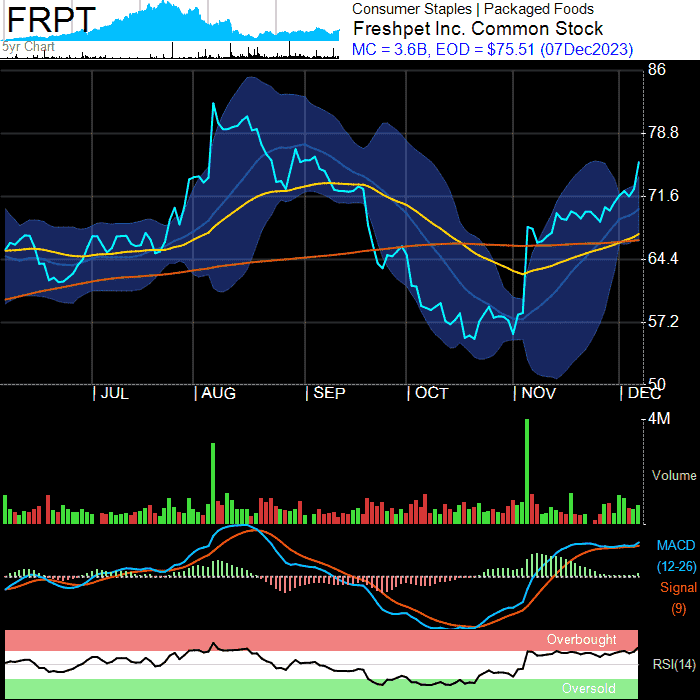 FRPT
5yr Chart
Consumer Staples | Packaged Foods
Freshpet Inc. Common Stock
MC = 3.6B, EOD = $75.51 (07Dec2023)
86
78.8
71.6
64.4
57.2
50
JUL AUG SEP OCT NOV DEC
4M
Volume
MACD
(12-26)
Signal
(9)
Overbought
RSI(14)
Oversold